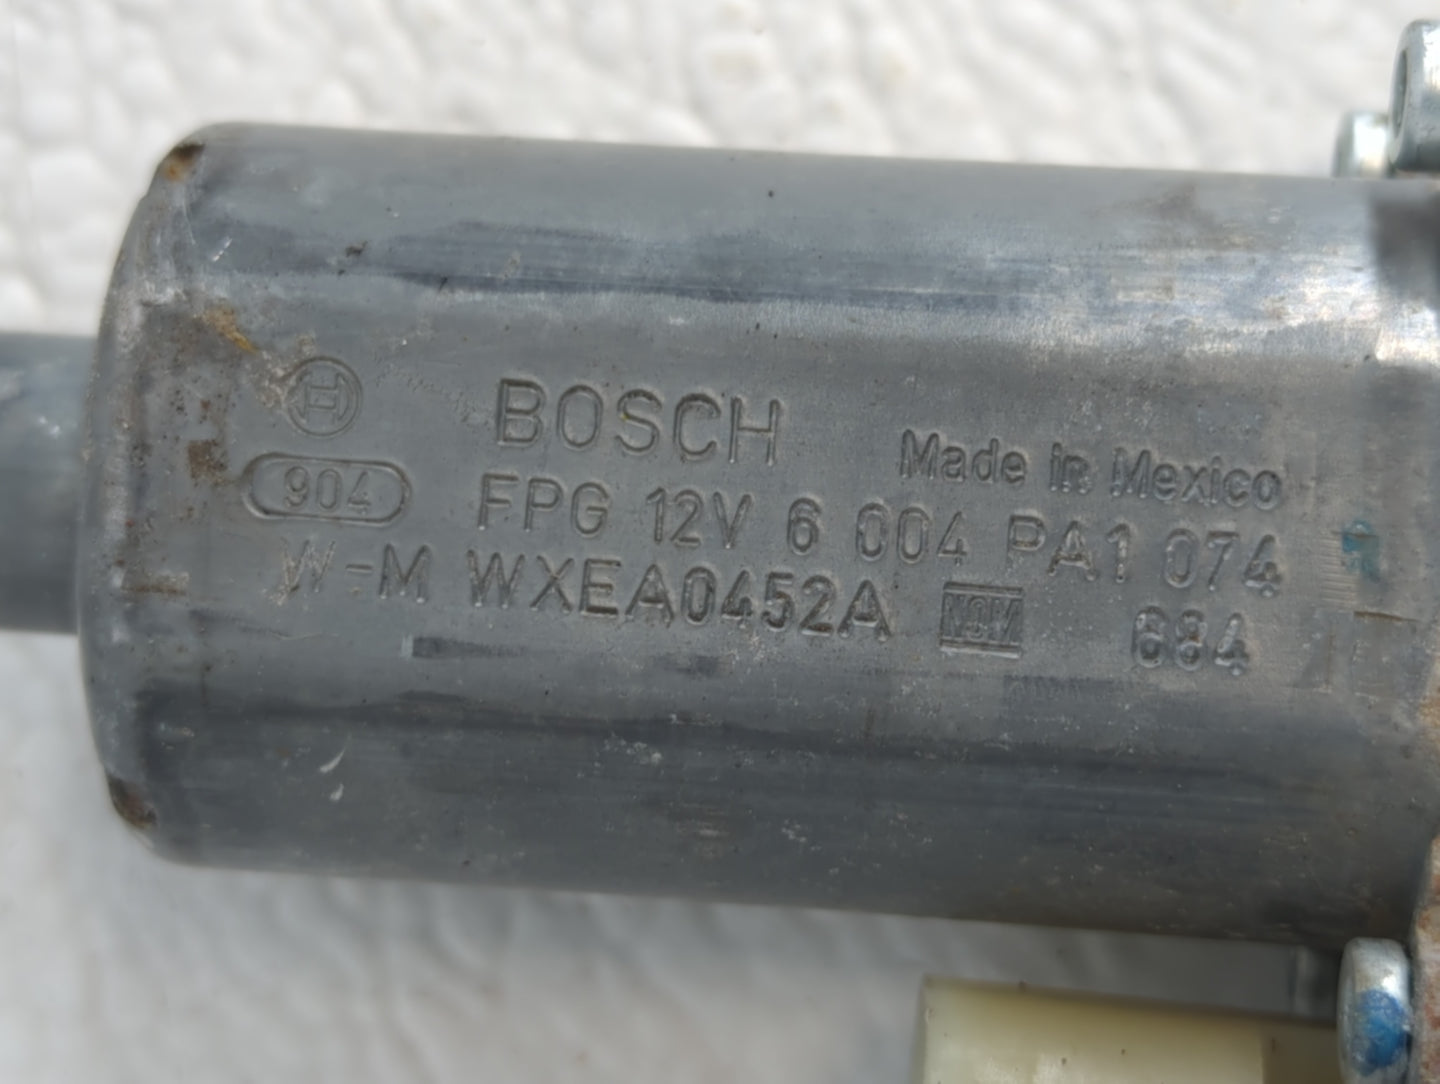 BOSCH Made in Mexico
904 FPG 12V 6 004 PA1 074
W-M WXEA0452A NOM 684